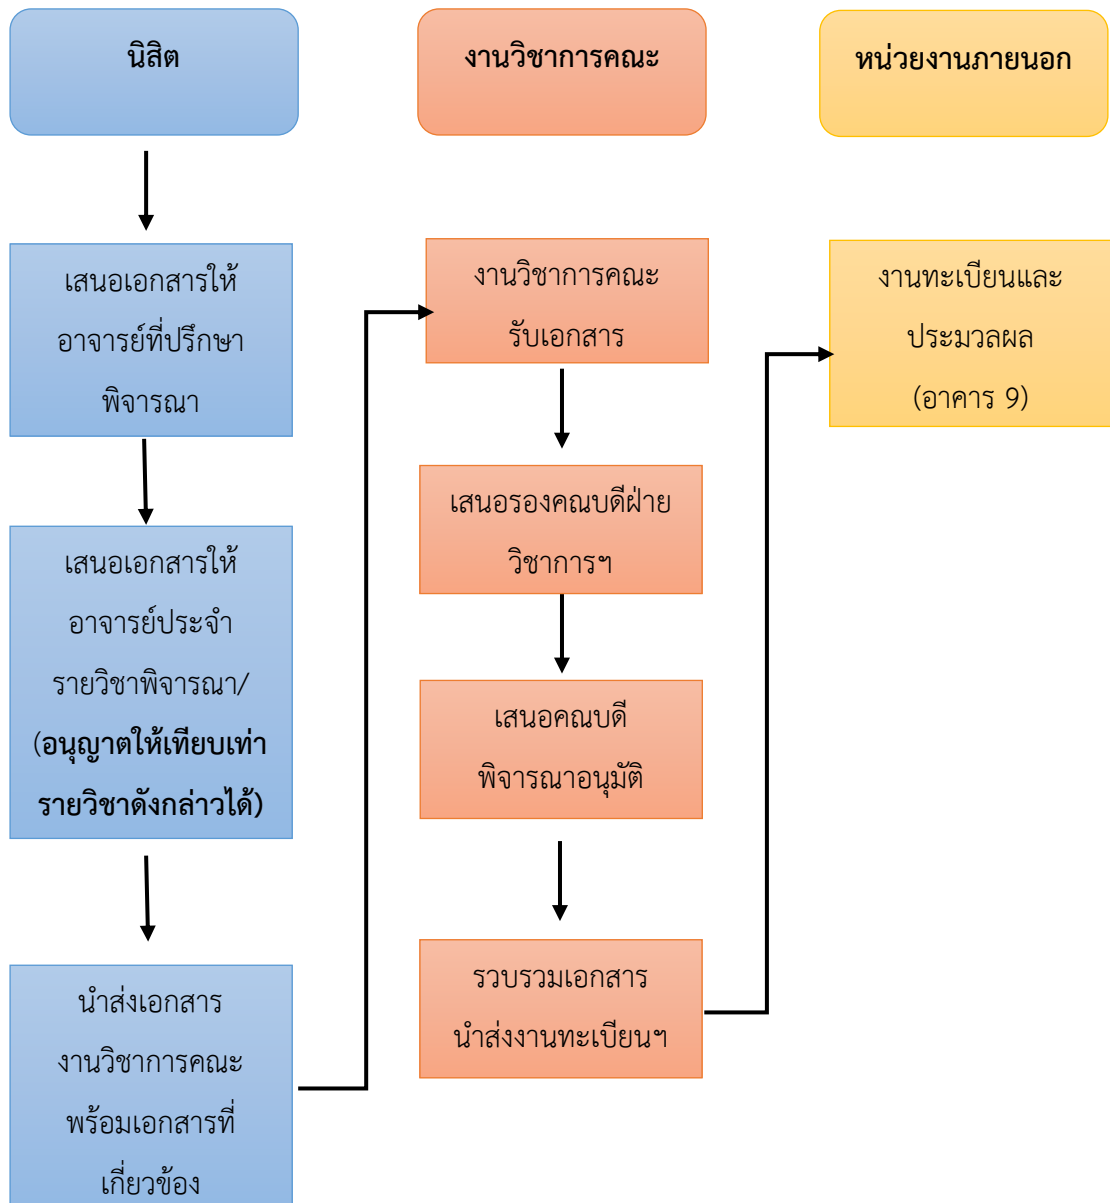 นิสิต
งานวิชาการคณะ
หน่วยงานภายนอก
เสนอเอกสารให้
อาจารย์ที่ปรึกษา
พิจารณา
เสนอเอกสารให้
อาจารย์ประจำ
รายวิชาพิจารณา/
(อนุญาตให้เทียบเท่า
รายวิชาดังกล่าวได้)
นำส่งเอกสาร
งานวิชาการคณะ
พร้อมเอกสารที่
เกี่ยวข้อง
งานวิชาการคณะ
รับเอกสาร
เสนอรองคณบดีฝ่าย
วิชาการฯ
เสนอคณบดี
พิจารณาอนุมัติ
รวบรวมเอกสาร
นำส่งงานทะเบียนฯ
งานทะเบียนและ
ประมวลผล
(อาคาร 9)